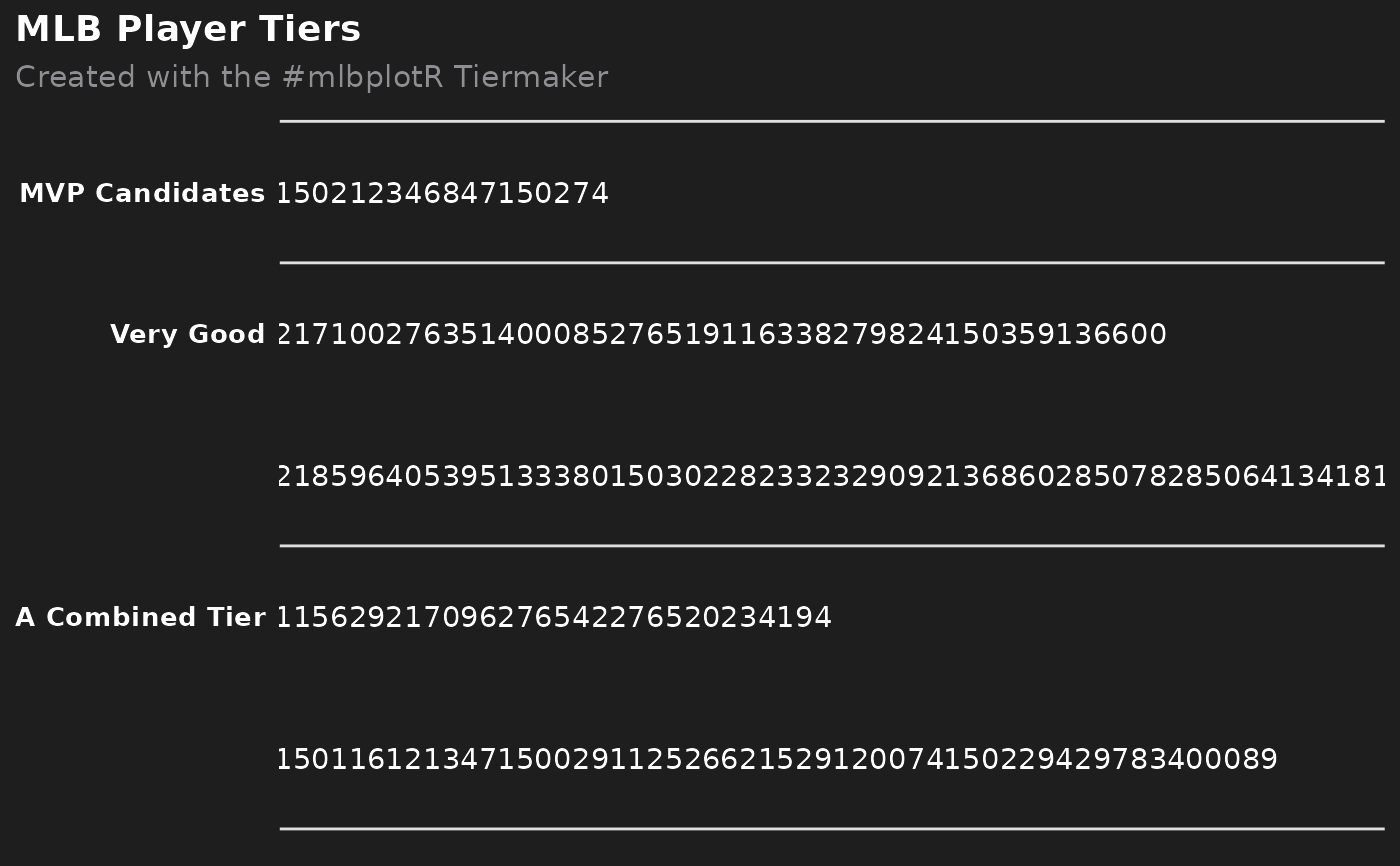 MLB Player Tiers
Created with the #mlbplotR Tiermaker
MVP Candidates 150212346847150274
Very Good 217100276351400085276519116338279824150359136600
218596405395133380150302282332329092136860285078285064134181
A Combined Tier 115629217096276542276520234194
150116121347150029112526621529120074150229429783400089